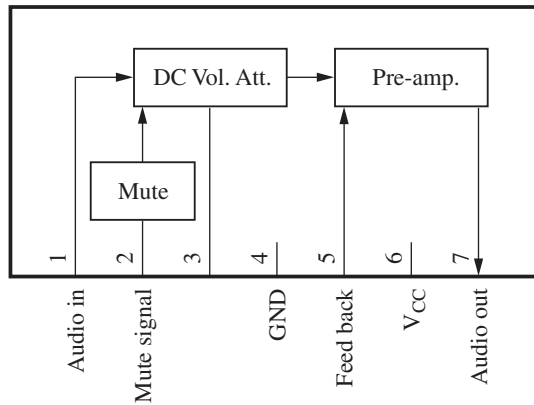 DC Vol. Att.
Pre-amp.
Mute
1
2
3
4
5
6
7
Audio in
Mute signal
GND
Feed back
VCC
Audio out